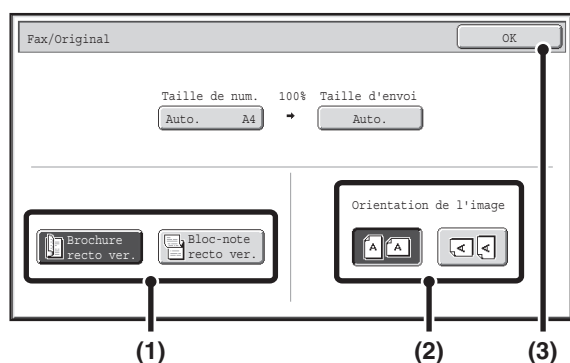 Fax/Original
OK
Taille de num. 100% Taille d'envoi
Auto. A4 Auto.
Orientation de l'image
Brochure
recto ver.
Bloc-note
recto ver.
A A A A
(1) (2) (3)